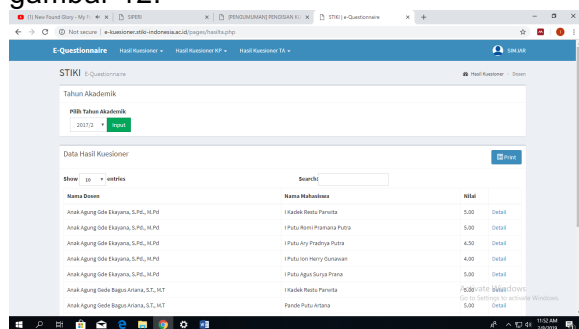 gambar 12.
(1) New Found Glory - My F
SIPERI
[PENGUMUMAN] PENGISIAN K
STIKI | e-Questionnaire
Not secure | e-kuesioner.stiki-indonesia.ac.id/pages/hasilta.php
E-Questionnaire Hasil Kuesioner Hasil Kuesioner KP Hasil Kuesioner TA SIMJAR
STIKI E-Questionnaire Hasil Kuesioner Dosen
Tahun Akademik
Pilih Tahun Akademik
2017/2 Input
Data Hasil Kuesioner Print
Show 10 entries Search:
Nama Dosen Nama Mahasiswa Nilai
Anak Agung Gde Ekayana, S.Pd., M.Pd I Kadek Restu Parwita 5.00 Detail
Anak Agung Gde Ekayana, S.Pd., M.Pd I Putu Romi Pramana Putra 5.00 Detail
Anak Agung Gde Ekayana, S.Pd., M.Pd I Putu Ary Pradnya Putra 4.50 Detail
Anak Agung Gde Ekayana, S.Pd., M.Pd I Putu Ion Herry Gunawan 4.00 Detail
Anak Agung Gde Ekayana, S.Pd., M.Pd I Putu Agus Surya Prana 5.00 Detail
Anak Agung Gede Bagus Ariana, S.T., M.T I Kadek Restu Parwita 5.00 Detail
Anak Agung Gede Bagus Ariana, S.T., M.T Pande Putu Artana 5.00 Detail
Activate Windows
Go to Settings to activate Windows.
11:52 AM